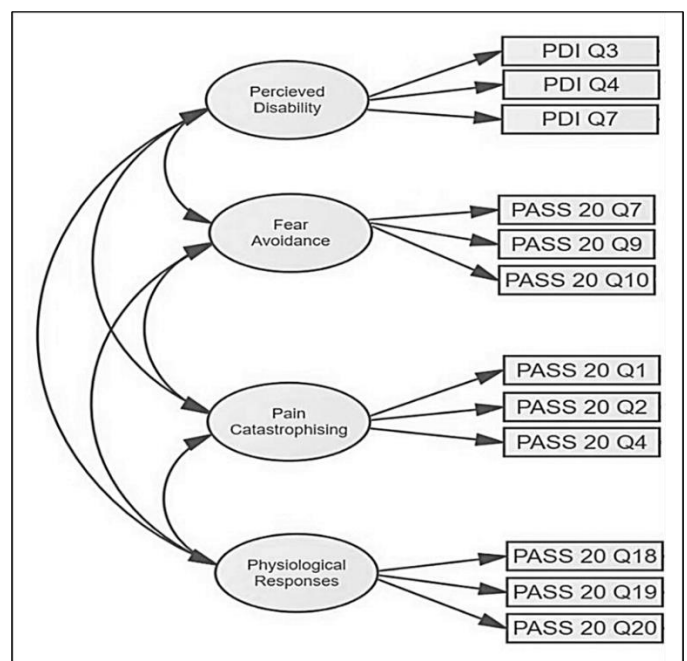 Percieved
Disability
PDI Q3
PDI Q4
PDI Q7
Fear
Avoidance
PASS 20 Q7
PASS 20 Q9
PASS 20 Q10
Pain
Catastrophising
PASS 20 Q1
PASS 20 Q2
PASS 20 Q4
Physiological
Responses
PASS 20 Q18
PASS 20 Q19
PASS 20 Q20